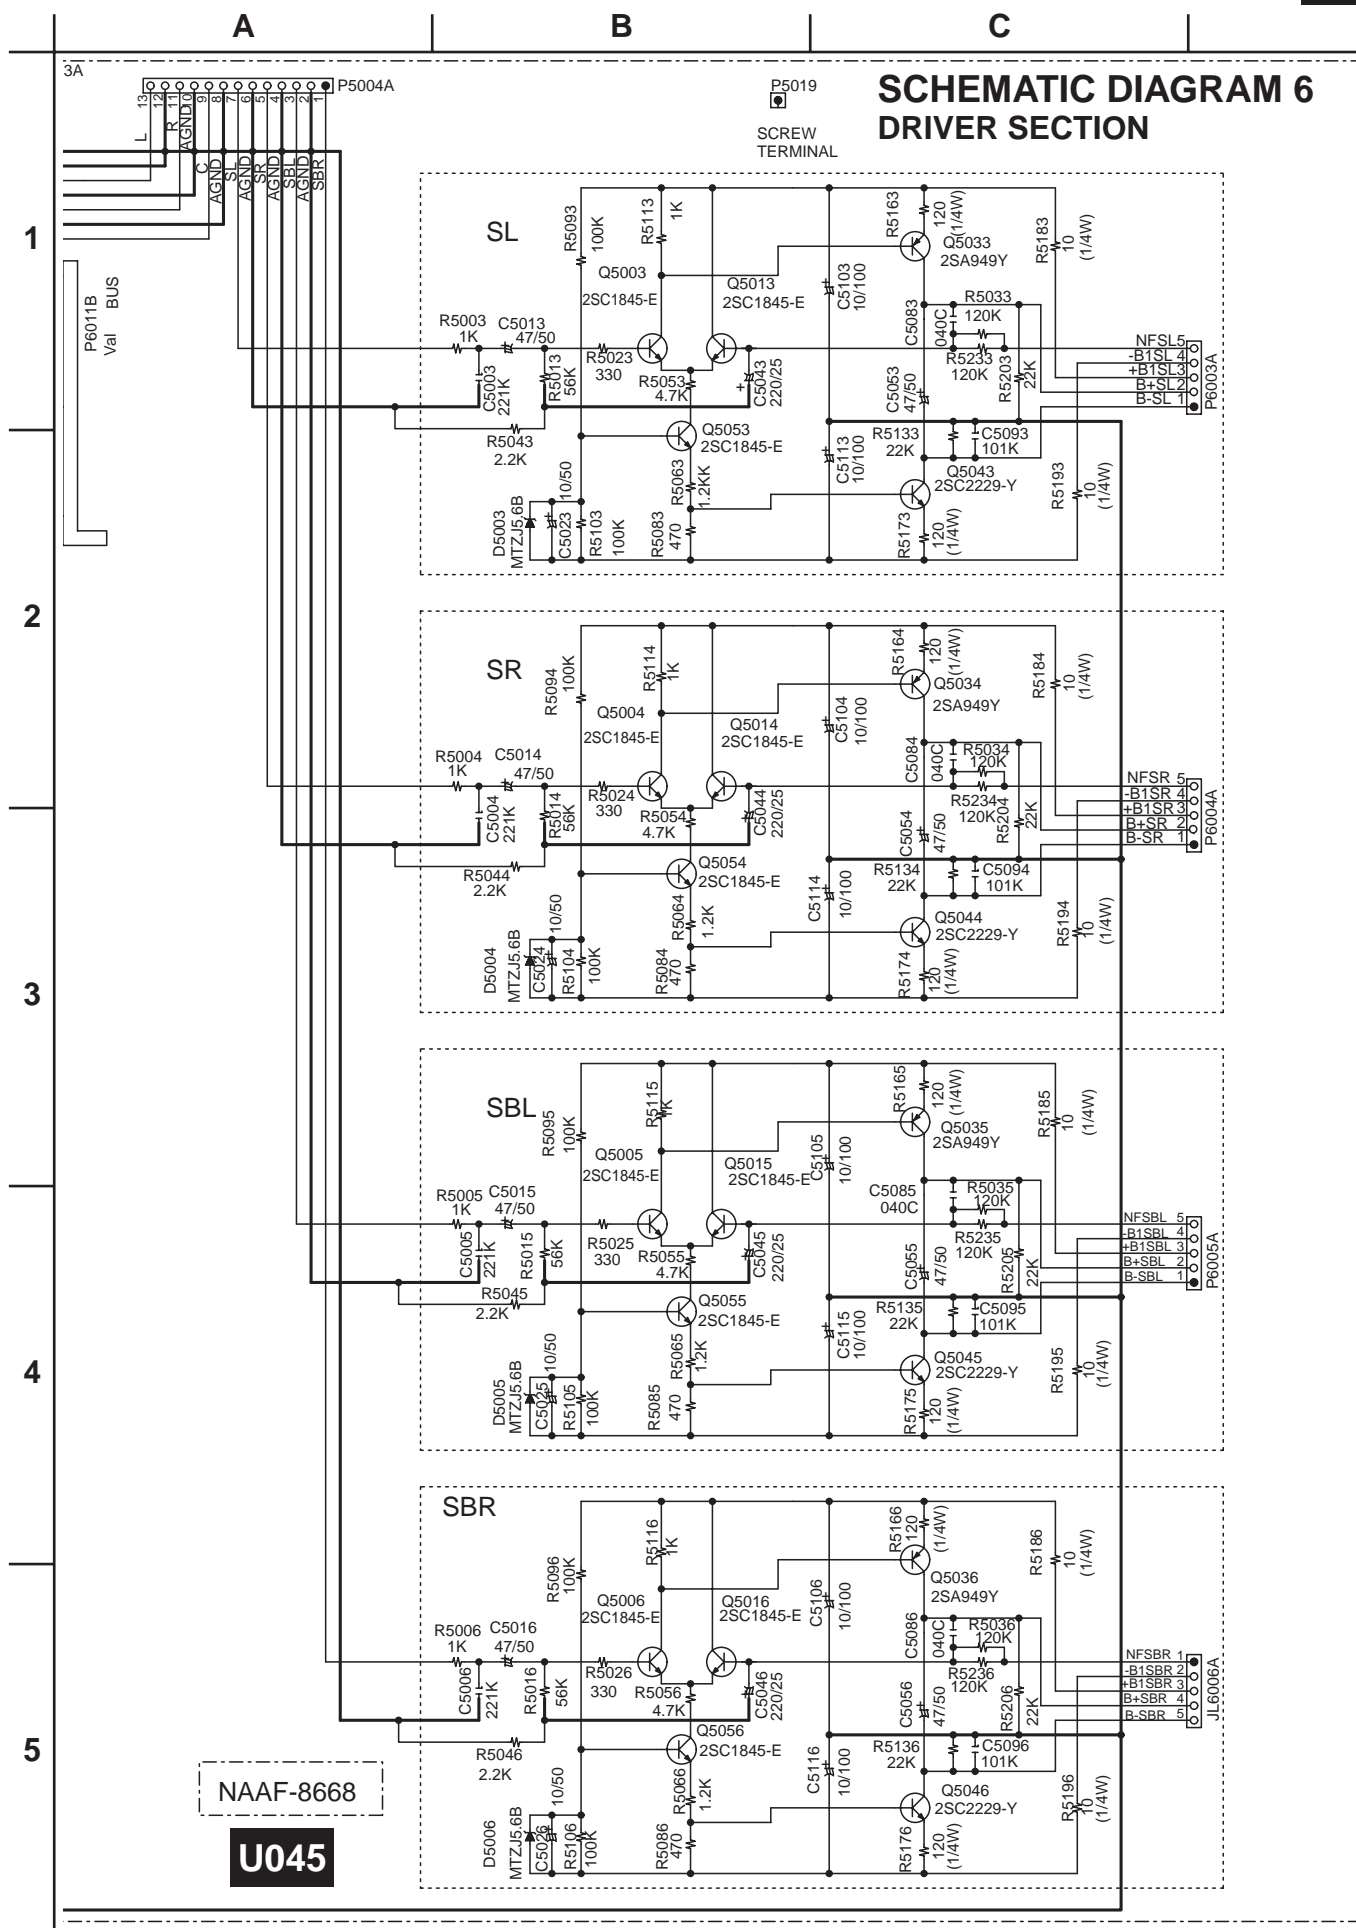 A
B
C
3A
P5004A
13
12
11
10
9
8
7
6
5
4
3
2
1
L
R
AGND
C
AGND
SL
AGND
SR
AGND
SBL
AGND
SBR
P5019
SCREW
TERMINAL
SCHEMATIC DIAGRAM 6
DRIVER SECTION
1
2
3
4
5
P6011B
Val BUS
SL
R5093
100K
R5113
1K
Q5003
2SC1845-E
Q5013
2SC1845-E
C5103
10/100
R5163
120
(1/4W)
Q5033
2SA949Y
R5183
10
(1/4W)
R5003
1K
C5013
47/50
C5003
221K
R5013
56K
R5023
330
R5053
4.7K
C5043
220/25
C5083
040C
R5033
120K
R5233
120K
R5203
22K
C5053
47/50
NFSL5
-B1SL 4
+B1SL3
B+SL2
B-SL 1
P6003A
R5043
2.2K
Q5053
2SC1845-E
R5063
1.2KK
C5113
10/100
R5133
22K
C5093
101K
Q5043
2SC2229-Y
R5193
10
(1/4W)
D5003
MTZJ5.6B
C5023
10/50
R5103
100K
R5083
470
R5173
120
(1/4W)
SR
R5094
100K
R5114
1K
Q5004
2SC1845-E
Q5014
2SC1845-E
C5104
10/100
R5164
120
(1/4W)
Q5034
2SA949Y
R5184
10
(1/4W)
R5004
1K
C5014
47/50
C5004
221K
R5014
56K
R5024
330
R5054
4.7K
C5044
220/25
C5084
040C
R5034
120K
R5234
120K
R5204
22K
C5054
47/50
NFSR 5
-B1SR 4
+B1SR 3
B+SR 2
B-SR 1
P6004A
R5044
2.2K
Q5054
2SC1845-E
R5064
1.2K
C5114
10/100
R5134
22K
C5094
101K
Q5044
2SC2229-Y
R5194
10
(1/4W)
D5004
MTZJ5.6B
C5024
10/50
R5104
100K
R5084
470
R5174
120
(1/4W)
SBL
R5095
100K
R5115
1K
Q5005
2SC1845-E
Q5015
2SC1845-E
C5105
10/100
R5165
120
(1/4W)
Q5035
2SA949Y
R5185
10
(1/4W)
R5005
1K
C5015
47/50
C5005
221K
R5015
56K
R5025
330
R5055
4.7K
C5045
220/25
C5085
040C
R5035
120K
R5235
120K
R5205
22K
C5055
47/50
NFSBL 5
-B1SBL 4
+B1SBL 3
B+SBL 2
B-SBL 1
P6005A
R5045
2.2K
Q5055
2SC1845-E
R5065
1.2K
C5115
10/100
R5135
22K
C5095
101K
Q5045
2SC2229-Y
R5195
10
(1/4W)
D5005
MTZJ5.6B
C5025
10/50
R5105
100K
R5085
470
R5175
120
(1/4W)
SBR
R5096
100K
R5116
1K
Q5006
2SC1845-E
Q5016
2SC1845-E
C5106
10/100
R5166
120
(1/4W)
Q5036
2SA949Y
R5186
10
(1/4W)
R5006
1K
C5016
47/50
C5006
221K
R5016
56K
R5026
330
R5056
4.7K
C5046
220/25
C5086
040C
R5036
120K
R5236
120K
R5206
22K
C5056
47/50
NFSBR 1
-B1SBR 2
+B1SBR 3
B+SBR 4
B-SBR 5
JL6006A
R5046
2.2K
Q5056
2SC1845-E
R5066
1.2K
C5116
10/100
R5136
22K
C5096
101K
Q5046
2SC2229-Y
R5196
10
(1/4W)
D5006
MTZJ5.6B
C5026
10/50
R5106
100K
R5086
470
R5176
120
(1/4W)
NAAF-8668
U045